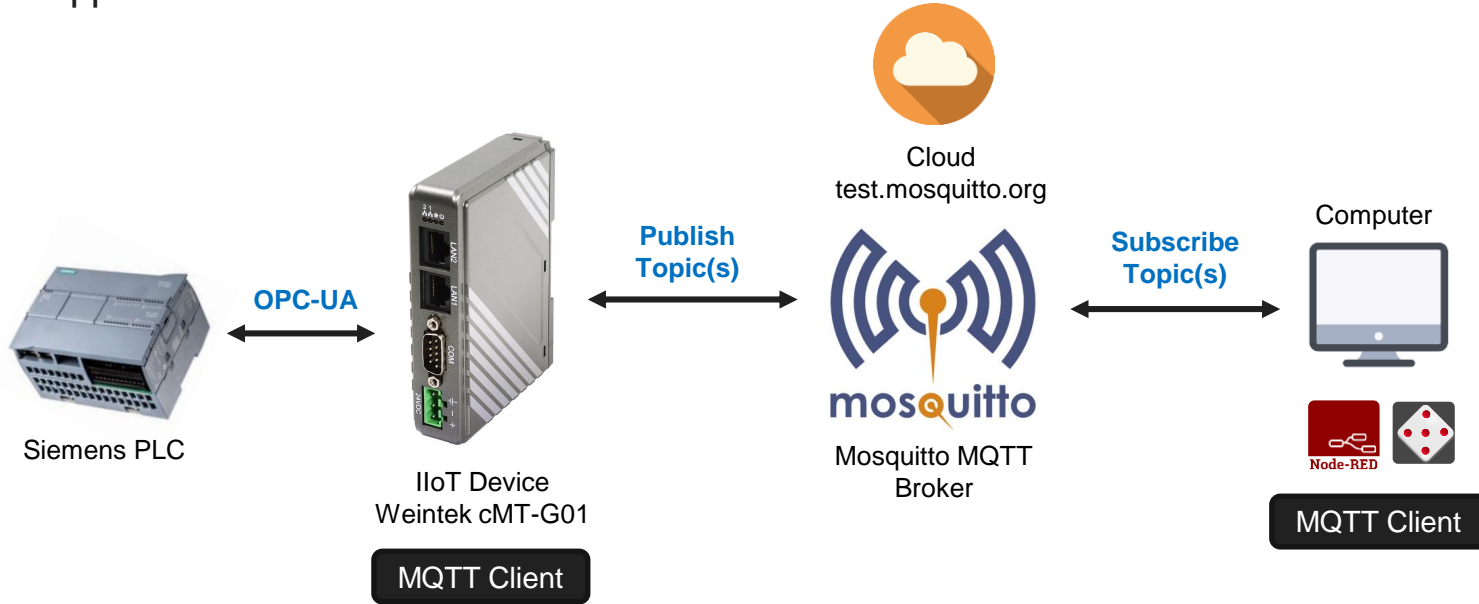 Cloud
test.mosquitto.org
Computer
Publish
Topic(s)
Subscribe
Topic(s)
OPC-UA
LAN2
LAN1
COM
24VDC
mosquitto
Siemens PLC
IIoT Device
Weintek cMT-G01
Mosquitto MQTT
Broker
Node-RED
MQTT Client
MQTT Client